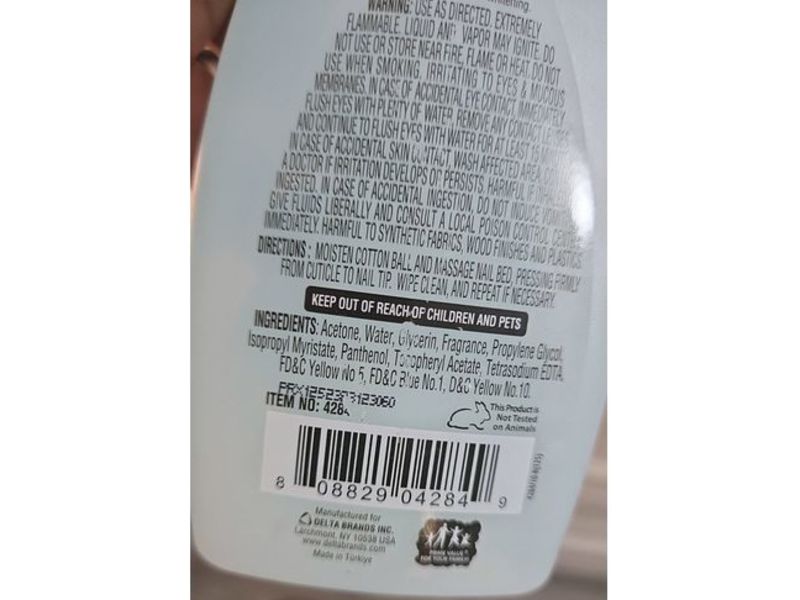 WARNING: USE AS DIRECTED. EXTREMELY
FLAMMABLE. LIQUID AND VAPOR MAY IGNITE. DO
NOT USE OR STORE NEAR FIRE, FLAME OR HEAT. DO NOT
USE WHEN SMOKING. IRRITATING TO EYES & MUCOUS
MEMBRANES. IN CASE OF ACCIDENTAL EYE CONTACT, IMMEDIATELY
FLUSH EYES WITH PLENTY OF WATER. REMOVE ANY CONTACT
AND CONTINUE TO FLUSH EYES WITH WATER FOR AT LEAST
IN CASE OF ACCIDENTAL SKIN CONTACT, WASH AFFECTED AREA
A DOCTOR IF IRRITATION DEVELOPS OR PERSISTS. HARMFUL IF
INGESTED. IN CASE OF ACCIDENTAL INGESTION, DO NOT INDUCE
GIVE FLUIDS LIBERALLY AND CONSULT A LOCAL POISON CONTROL
IMMEDIATELY. HARMFUL TO SYNTHETIC FABRICS, WOOD FINISHES AND PLASTICS.
DIRECTIONS: MOISTEN COTTON BALL AND MASSAGE NAIL BED, PRESSING FIRMLY
FROM CUTICLE TO NAIL TIP. WIPE CLEAN, AND REPEAT IF NECESSARY.
KEEP OUT OF REACH OF CHILDREN AND PETS
INGREDIENTS: Acetone, Water, Glycerin, Fragrance, Propylene Glycol,
Isopropyl Myristate, Panthenol, Tocopheryl Acetate, Tetrasodium EDTA,
FD&C Yellow No 5, FD&C Blue No.1, D&C Yellow No.10.
ITEM NO: 4284
This Product is
Not Tested
on Animals
8 08829 04284 9
Manufactured for
DELTA BRANDS INC.
Larchmont, NY 10538 USA
www.deltabrands.com
Made in Türkiye
PRIME VALUE®
FOR YOUR FAMILY!